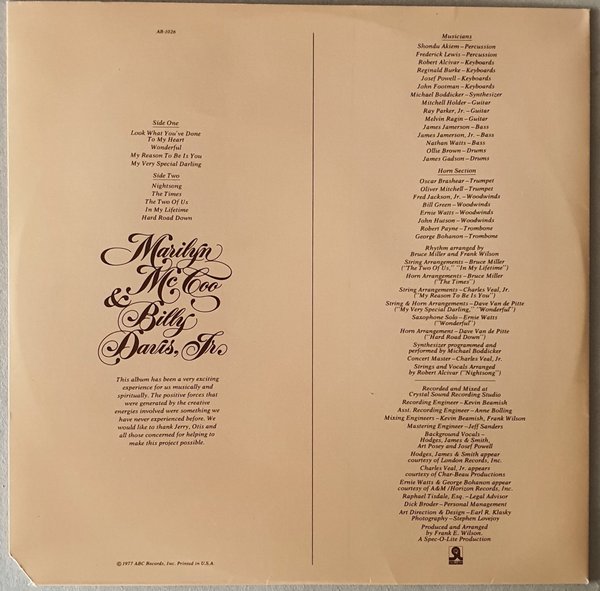 AB-1026
Side One
Look What You've Done
To My Heart
Wonderful
My Reason To Be Is You
My Very Special Darling
Side Two
Nightsong
The Times
The Two Of Us
In My Lifetime
Hard Road Down
Marilyn
McCoo
& Billy
Davis, Jr.
This album has been a very exciting
experience for us musically and
spiritually. The positive forces that
were generated by the creative
energies involved were something we
have never experienced before. We
would like to thank Jerry, Otis and
all those concerned for helping to
make this project possible.
Ⓟ1977 ABC Records, Inc. Printed in U.S.A.
Musicians
Shondu Akiem–Percussion
Frederick Lewis–Percussion
Robert Alcivar–Keyboards
Reginald Burke–Keyboards
Josef Powell–Keyboards
John Footman–Keyboards
Michael Boddicker–Synthesizer
Mitchell Holder–Guitar
Ray Parker, Jr.–Guitar
Melvin Ragin–Guitar
James Jamerson–Bass
James Jamerson, Jr.–Bass
Nathan Watts–Bass
Ollie Brown–Drums
James Gadson–Drums
Horn Section
Oscar Brashear–Trumpet
Oliver Mitchell–Trumpet
Fred Jackson, Jr.–Woodwinds
Bill Green–Woodwinds
Ernie Watts–Woodwinds
John Hutson–Woodwinds
Robert Payne–Trombone
George Bohanon–Trombone
Rhythm arranged by
Bruce Miller and Frank Wilson
String Arrangements–Bruce Miller
("The Two Of Us," "In My Lifetime")
Horn Arrangements–Bruce Miller
("The Times")
String Arrangements–Charles Veal, Jr.
("My Reason To Be Is You")
String & Horn Arrangements–Dave Van de Pitte
("My Very Special Darling," "Wonderful")
Saxophone Solo–Ernie Watts
("Wonderful")
Horn Arrangement–Dave Van de Pitte
("Hard Road Down")
Synthesizer programmed and
performed by Michael Boddicker
Concert Master–Charles Veal, Jr.
Strings and Vocals Arranged
by Robert Alcivar ("Nightsong")
Recorded and Mixed at
Crystal Sound Recording Studio
Recording Engineer–Kevin Beamish
Asst. Recording Engineer–Anne Bolling
Mixing Engineers–Kevin Beamish, Frank Wilson
Mastering Engineer–Jeff Sanders
Background Vocals–
Hodges, James & Smith,
Art Posey and Josef Powell
Hodges, James & Smith appear
courtesy of London Records, Inc.
Charles Veal, Jr. appears
courtesy of Char-Beau Productions
Ernie Watts & George Bohanon appear
courtesy of A&M/Horizon Records, Inc.
Raphael Tisdale, Esq.–Legal Advisor
Dick Broder–Personal Management
Art Direction & Design–Earl R. Klasky
Photography–Stephen Lovejoy
Produced and Arranged
by Frank E. Wilson.
A Spec-O-Lite Production